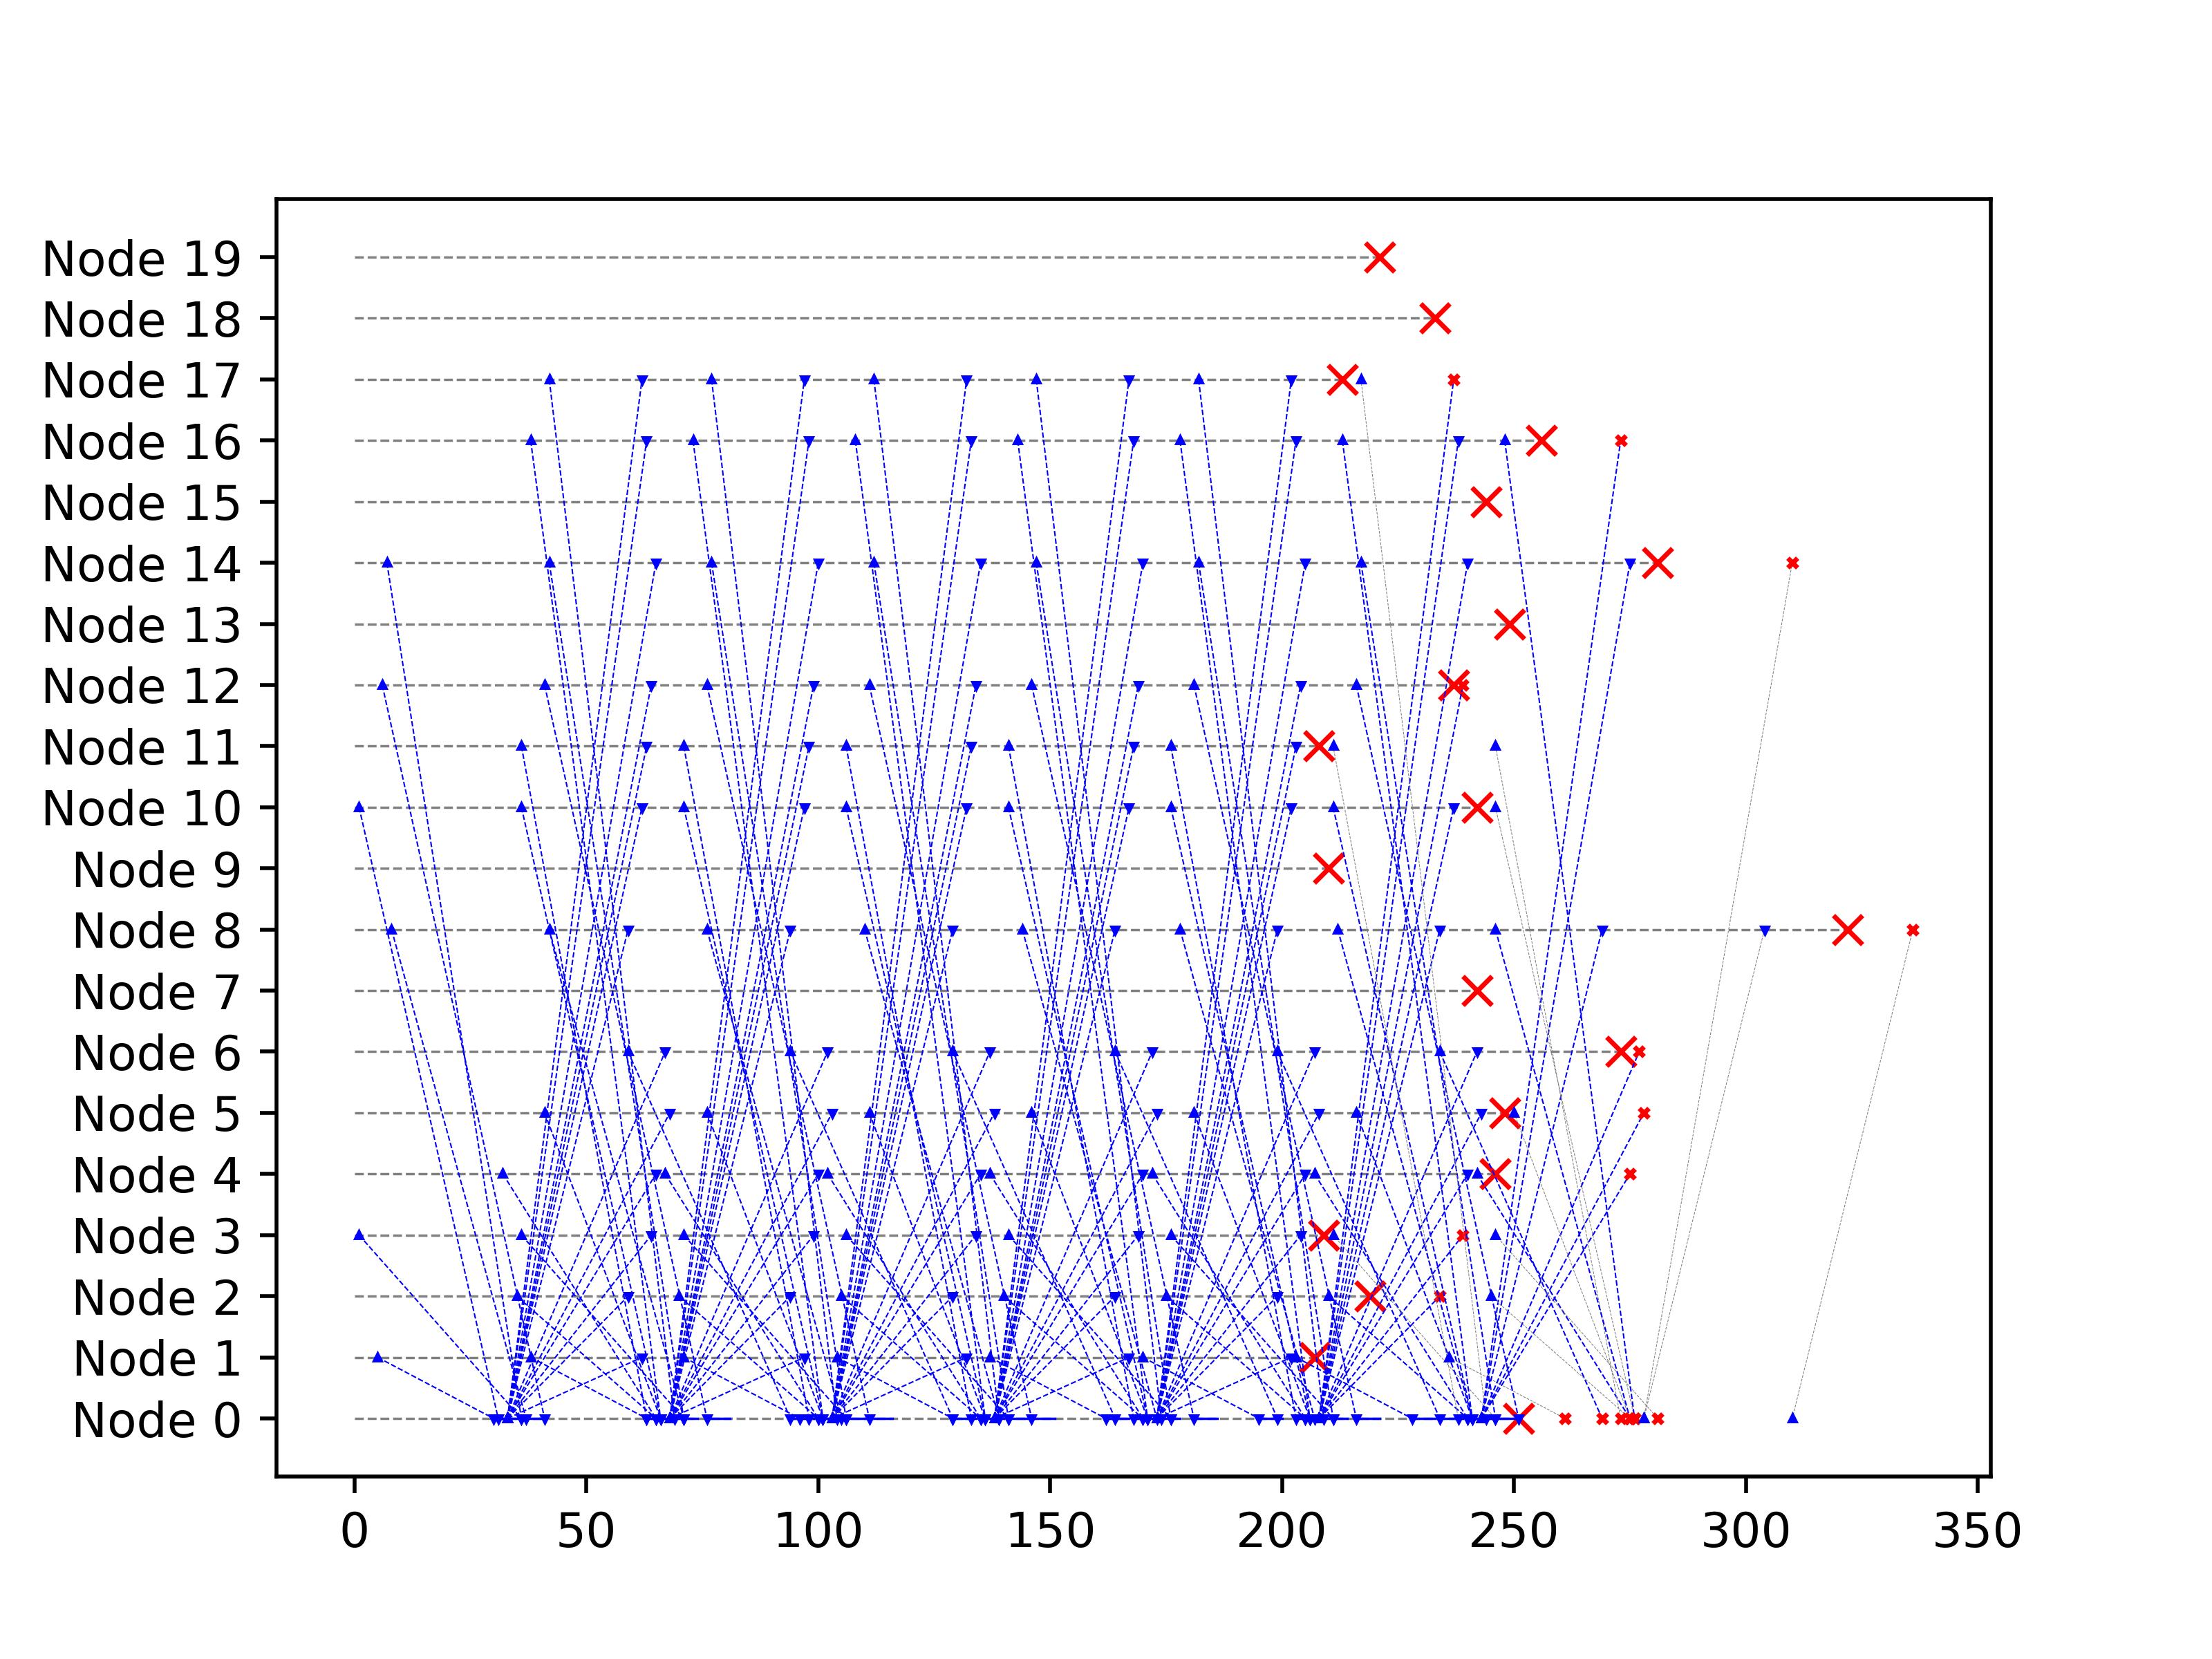 Node 19
Node 18
Node 17
Node 16
Node 15
Node 14
Node 13
Node 12
Node 11
Node 10
Node 9
Node 8
Node 7
Node 6
Node 5
Node 4
Node 3
Node 2
Node 1
Node 0
0 50 100 150 200 250 300 350